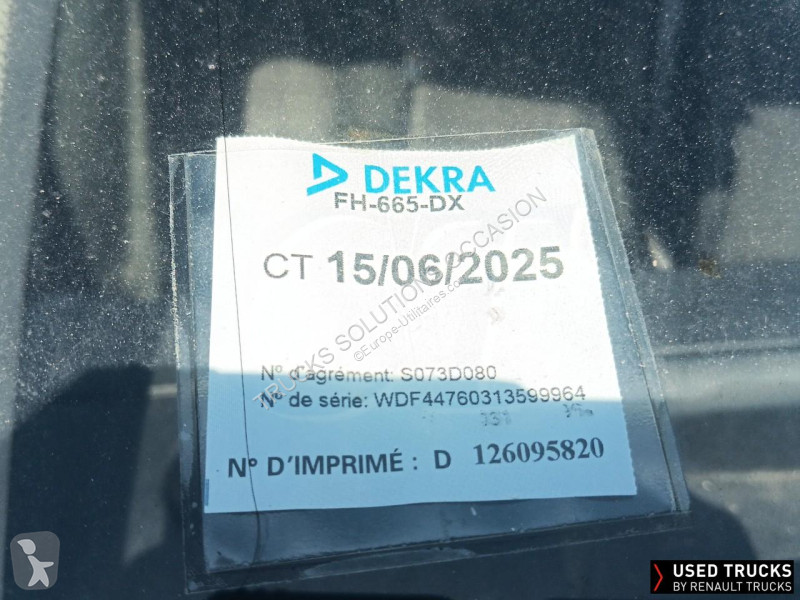 DEKRA
FH-665-DX
CT 15/06/2025
TRUCKS SOLUTION OCCASION
©Europe-Utilitaires.com
N° d'agrément: S073D080
N° de série: WDF44760313599964
N° D'IMPRIMÉ : D 126095820
USED TRUCKS
BY RENAULT TRUCKS